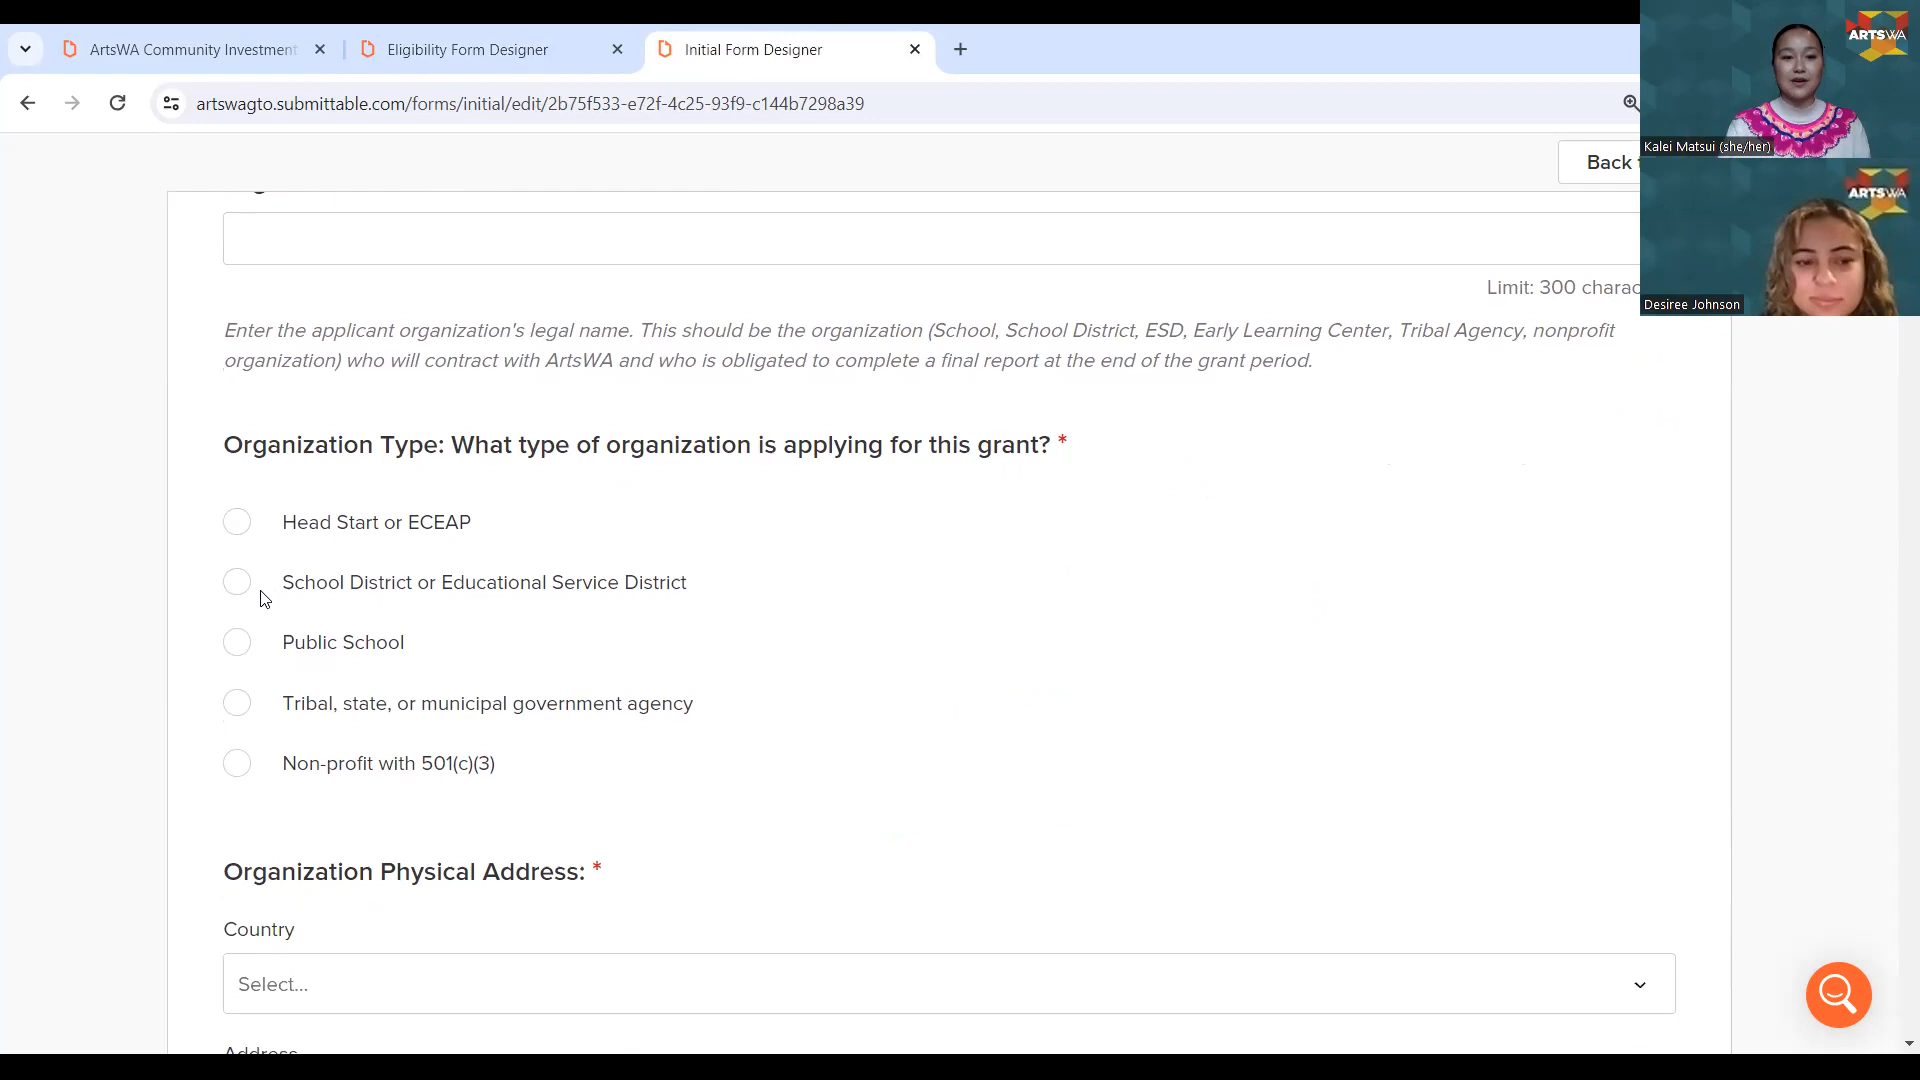 ArtsWA Community Investment
Eligibility Form Designer
Initial Form Designer
artswagto.submittable.com/forms/initial/edit/2b75f533-e72f-4c25-93f9-c144b7298a39
Back
ARTSWA
Kalei Matsui (she/her)
ARTSWA
Desiree Johnson
Limit: 300 charac
Enter the applicant organization's legal name. This should be the organization (School, School District, ESD, Early Learning Center, Tribal Agency, nonprofit
organization) who will contract with ArtsWA and who is obligated to complete a final report at the end of the grant period.
Organization Type: What type of organization is applying for this grant? *
Head Start or ECEAP
School District or Educational Service District
Public School
Tribal, state, or municipal government agency
Non-profit with 501(c)(3)
Organization Physical Address: *
Country
Select...
Address